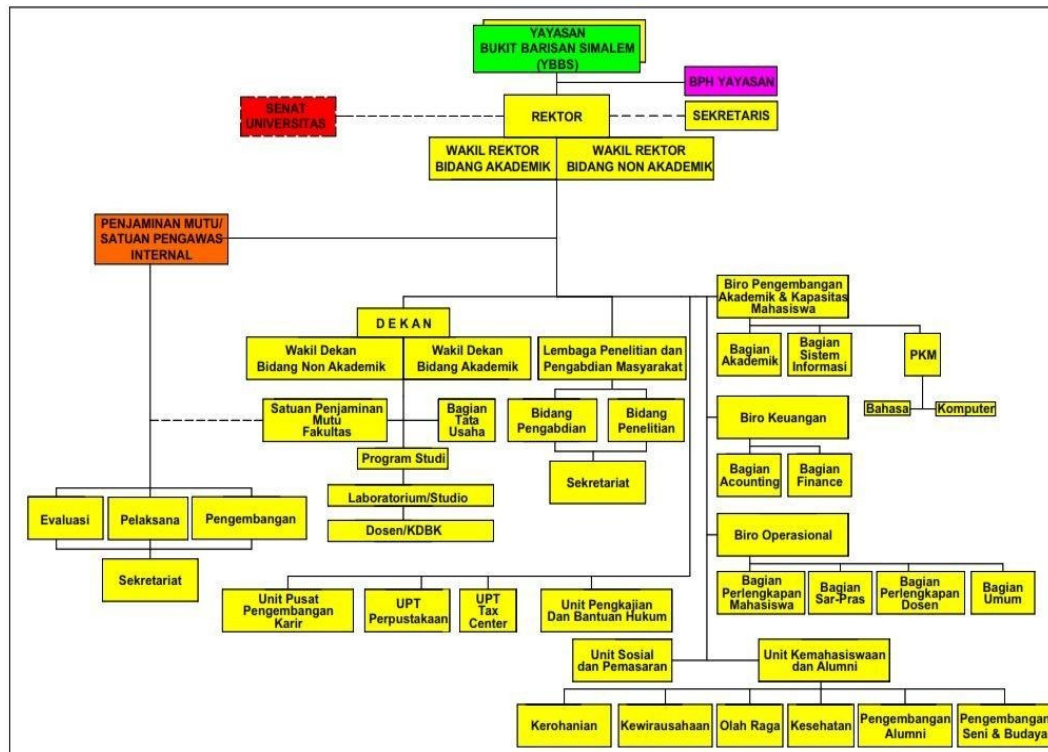 YAYASAN
BUKIT BARISAN SIMALEM
(YBBS)
BPH YAYASAN
SENAT
UNIVERSITAS
REKTOR
SEKRETARIS
WAKIL REKTOR
BIDANG AKADEMIK
WAKIL REKTOR
BIDANG NON AKADEMIK
PENJAMINAN MUTU/
SATUAN PENGAWAS
INTERNAL
Biro Pengembangan
Akademik & Kapasitas
Mahasiswa
D E K A N
Wakil Dekan
Bidang Non Akademik
Wakil Dekan
Bidang Akademik
Lembaga Penelitian dan
Pengabdian Masyarakat
Bagian
Akademik
Bagian
Sistem
Informasi
PKM
Bahasa
Komputer
Satuan Penjaminan
Mutu
Fakultas
Bagian
Tata
Usaha
Bidang
Pengabdian
Bidang
Penelitian
Biro Keuangan
Program Studi
Sekretariat
Bagian
Acounting
Bagian
Finance
Laboratorium/Studio
Dosen/KDBK
Evaluasi
Pelaksana
Pengembangan
Sekretariat
Biro Operasional
Bagian
Perlengkapan
Mahasiswa
Bagian
Sar-Pras
Bagian
Perlengkapan
Dosen
Bagian
Umum
Unit Pusat
Pengembangan
Karir
UPT
Perpustakaan
UPT
Tax
Center
Unit Pengkajian
Dan Bantuan Hukum
Unit Sosial
dan Pemasaran
Unit Kemahasiswaan
dan Alumni
Kerohanian
Kewirausahaan
Olah Raga
Kesehatan
Pengembangan
Alumni
Pengembangan
Seni & Budaya